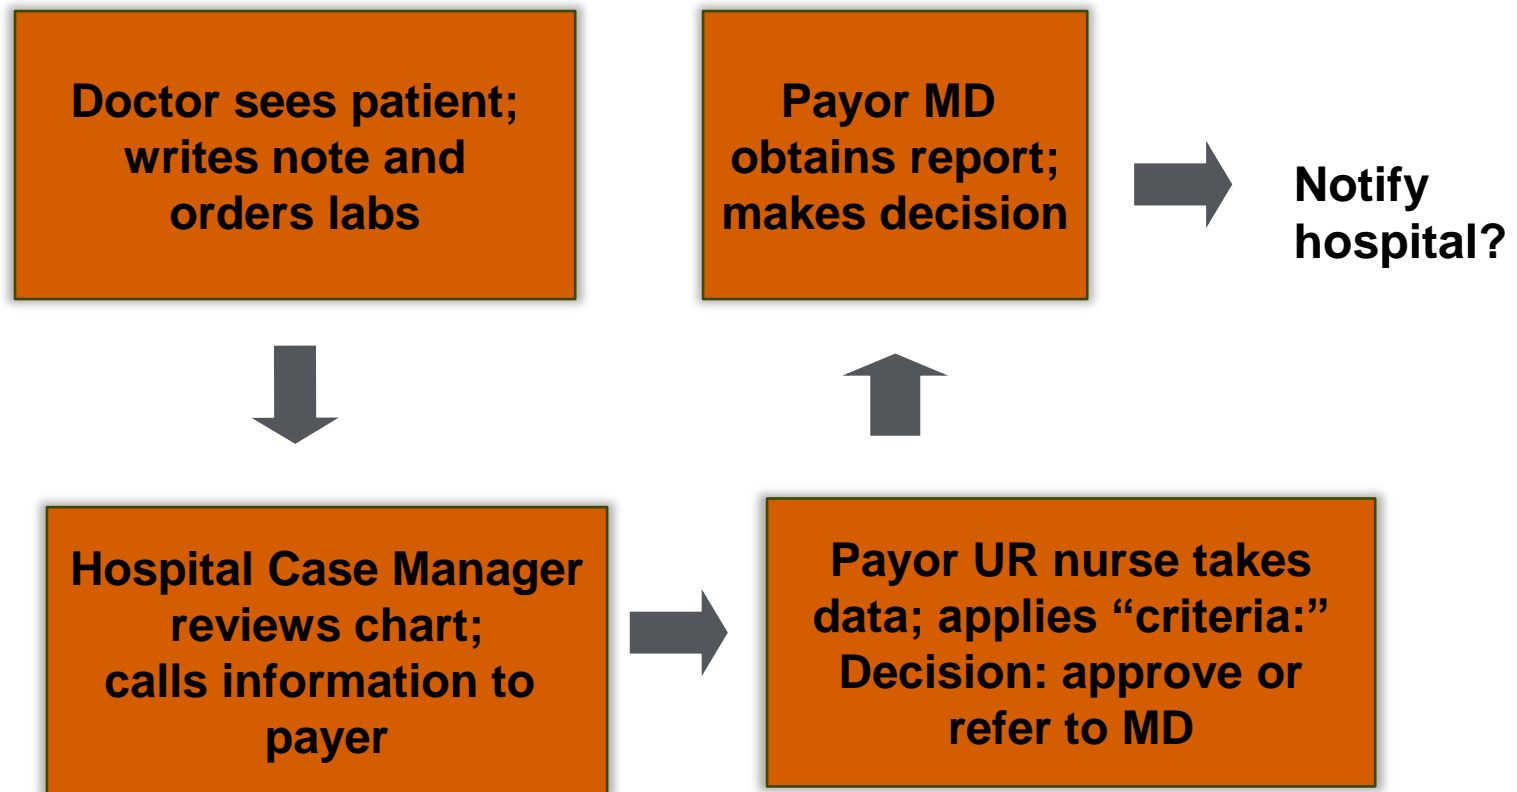 Doctor sees patient;
writes note and
orders labs
Hospital Case Manager
reviews chart;
calls information to
payer
Payor UR nurse takes
data; applies “criteria:”
Decision: approve or
refer to MD
Payor MD
obtains report;
makes decision
Notify
hospital?